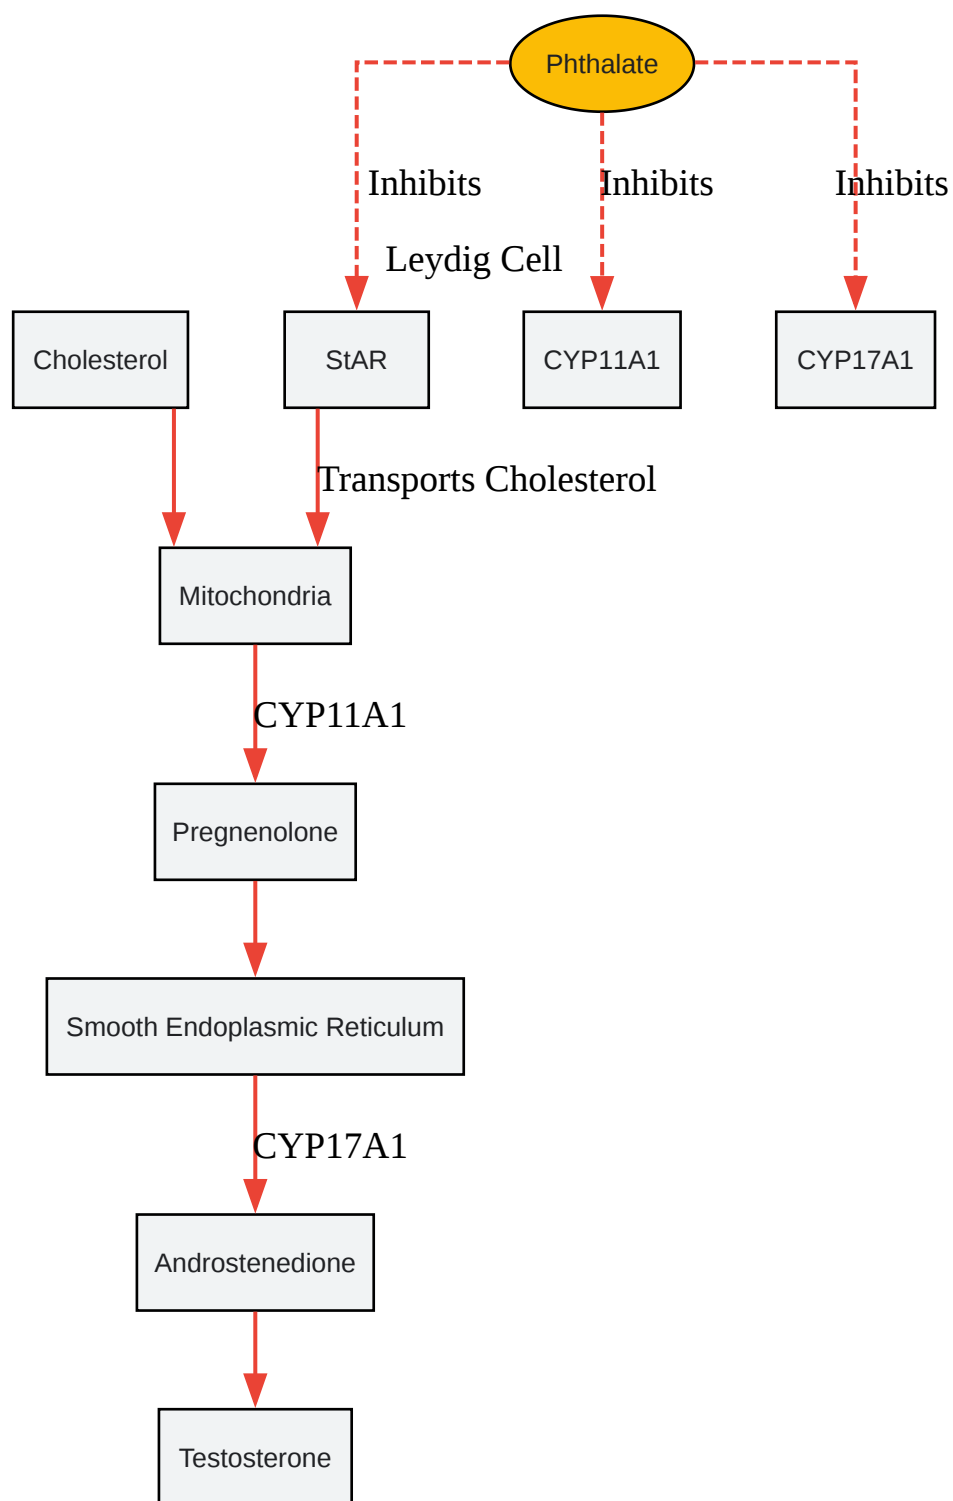 Phthalate
Inhibits
Inhibits
Inhibits
Leydig Cell
Cholesterol
StAR
CYP11A1
CYP17A1
Transports Cholesterol
Mitochondria
CYP11A1
Pregnenolone
Smooth Endoplasmic Reticulum
CYP17A1
Androstenedione
Testosterone